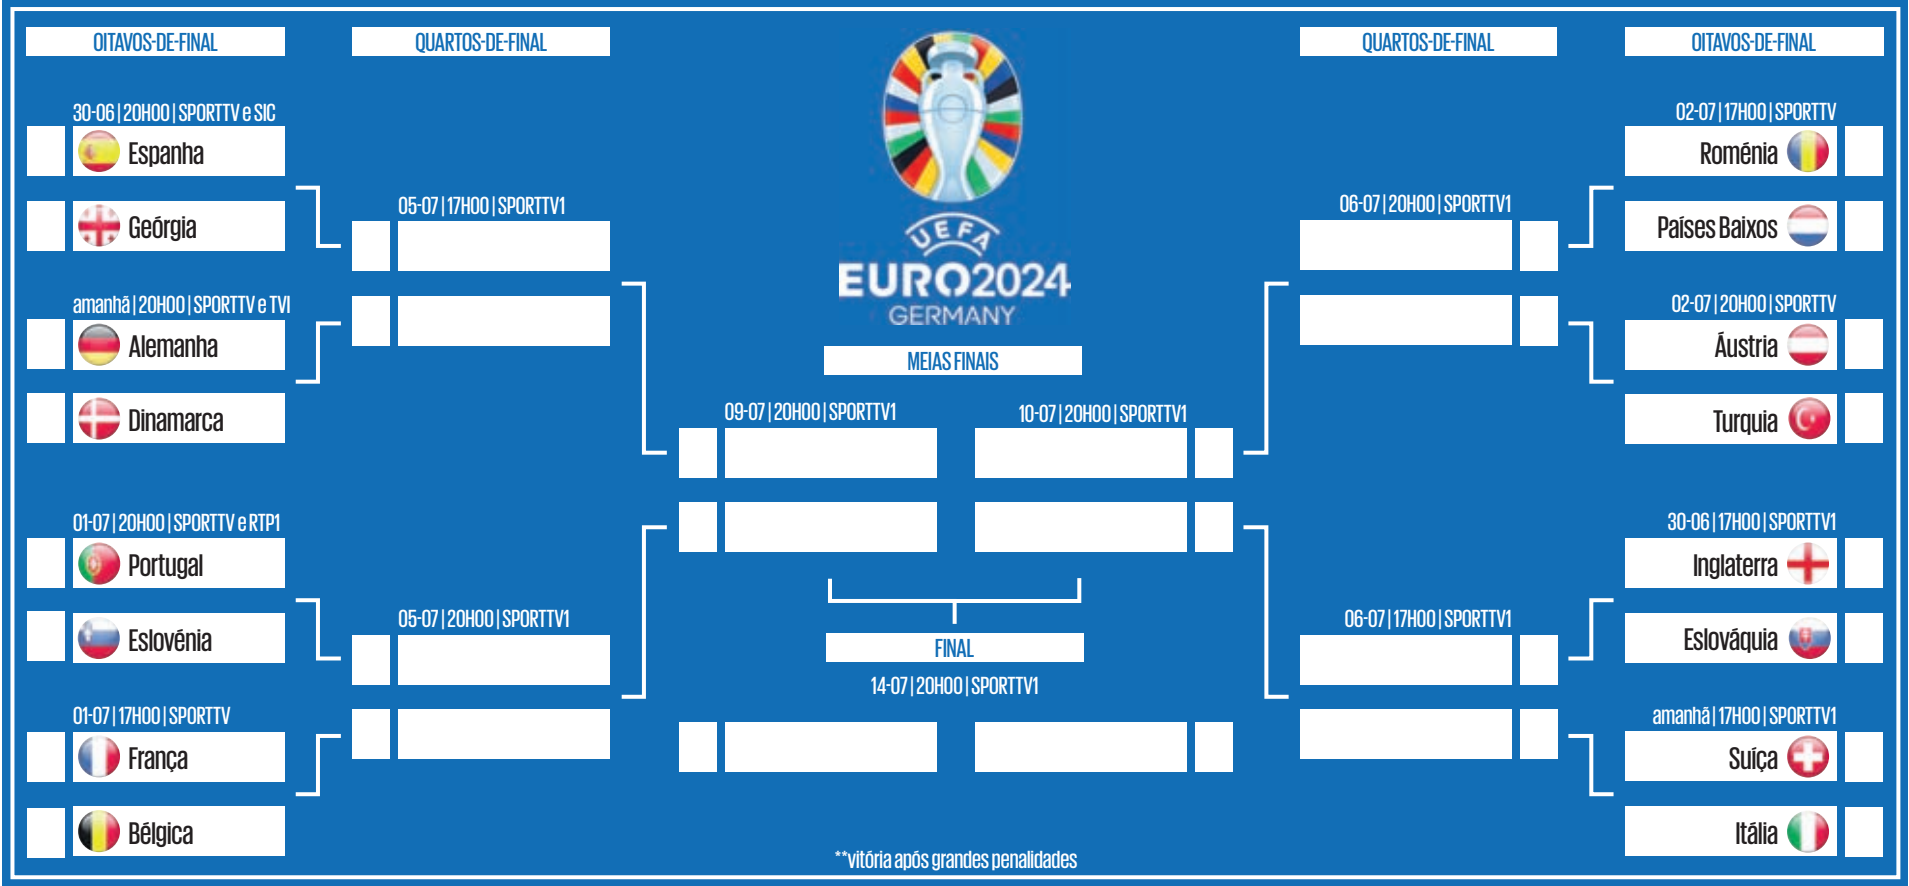 OITAVOS-DE-FINAL
QUARTOS-DE-FINAL
QUARTOS-DE-FINAL
OITAVOS-DE-FINAL
30-06 | 20H00 | SPORTTV e SIC
Espanha
Geórgia
amanhã | 20H00 | SPORTTV e TVI
Alemanha
Dinamarca
01-07 | 20H00 | SPORTTV e RTP1
Portugal
Eslovénia
01-07 | 17H00 | SPORTTV
França
Bélgica
05-07 | 17H00 | SPORTTV1
05-07 | 20H00 | SPORTTV1
UEFA
EURO2024
GERMANY
MEIAS FINAIS
09-07 | 20H00 | SPORTTV1
10-07 | 20H00 | SPORTTV1
FINAL
14-07 | 20H00 | SPORTTV1
**vitória após grandes penalidades
06-07 | 20H00 | SPORTTV1
06-07 | 17H00 | SPORTTV1
02-07 | 17H00 | SPORTTV
Roménia
Países Baixos
02-07 | 20H00 | SPORTTV
Áustria
Turquia
30-06 | 17H00 | SPORTTV1
Inglaterra
Eslováquia
amanhã | 17H00 | SPORTTV1
Suíça
Itália